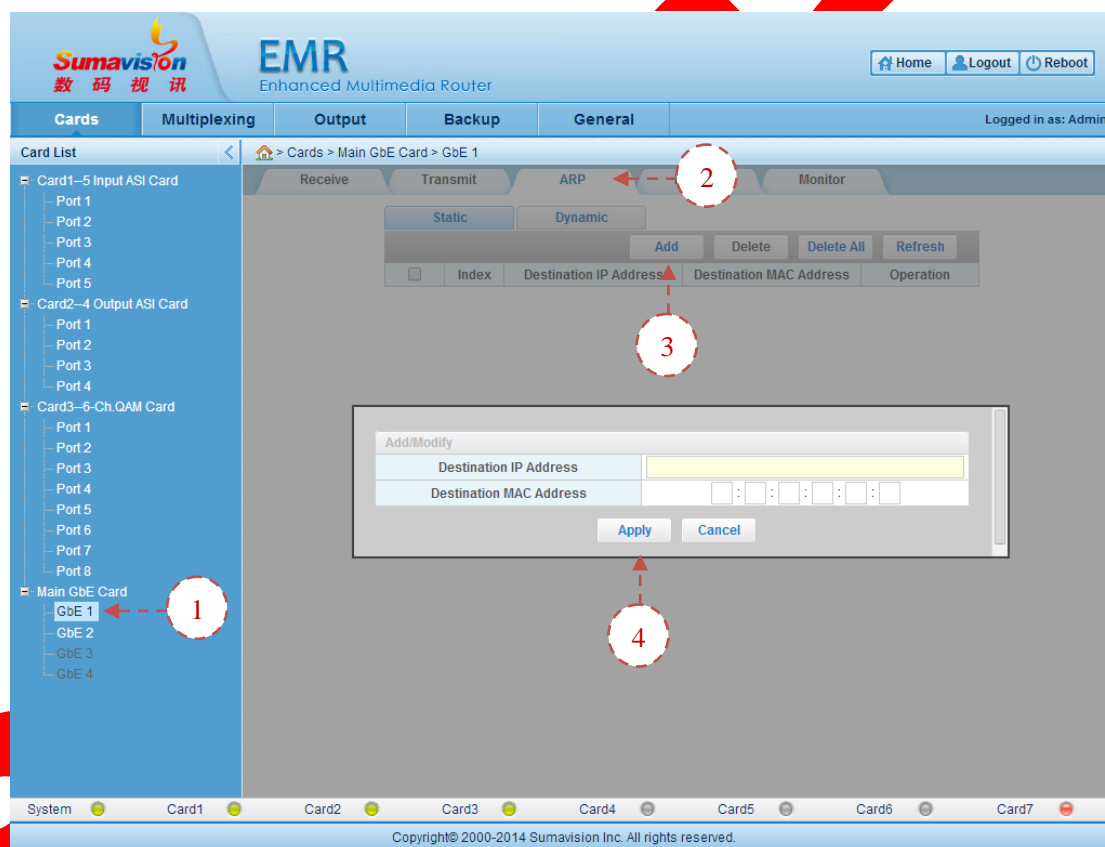 Sumavision
数码视讯
EMR
Enhanced Multimedia Router
Home Logout Reboot
Cards Multiplexing Output Backup General Logged in as: Admin
Card List
> Cards > Main GbE Card > GbE 1
Receive Transmit ARP Monitor
2
Static Dynamic
Add Delete Delete All Refresh
Index Destination IP Address Destination MAC Address Operation
3
Card1--5 Input ASI Card
Port 1
Port 2
Port 3
Port 4
Port 5
Card2--4 Output ASI Card
Port 1
Port 2
Port 3
Port 4
Card3--6-Ch.QAM Card
Port 1
Port 2
Port 3
Port 4
Port 5
Port 6
Port 7
Port 8
Main GbE Card
GbE 1
GbE 2
GbE 3
GbE 4
1
Add/Modify
Destination IP Address
Destination MAC Address : : : : :
Apply Cancel
4
System Card1 Card2 Card3 Card4 Card5 Card6 Card7
Copyright© 2000-2014 Sumavision Inc. All rights reserved.